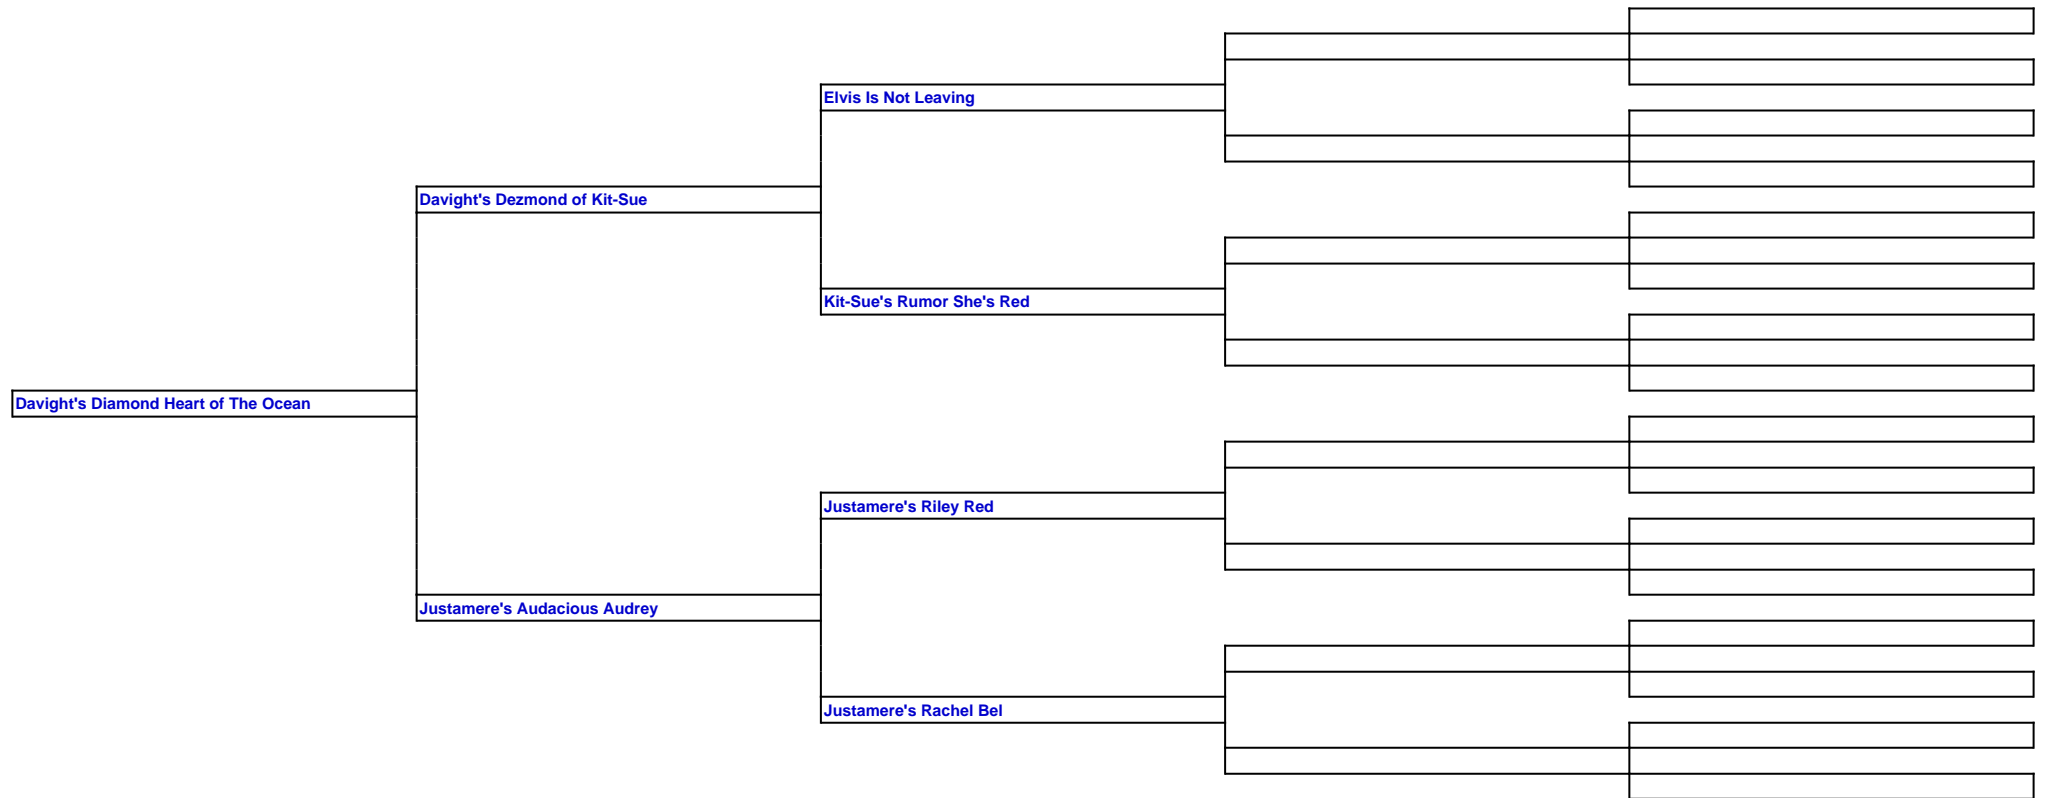 Elvis Is Not Leaving
Davight's Dezmond of Kit-Sue
Kit-Sue's Rumor She's Red
Davight's Diamond Heart of The Ocean
Justamere's Riley Red
Justamere's Audacious Audrey
Justamere's Rachel Bel